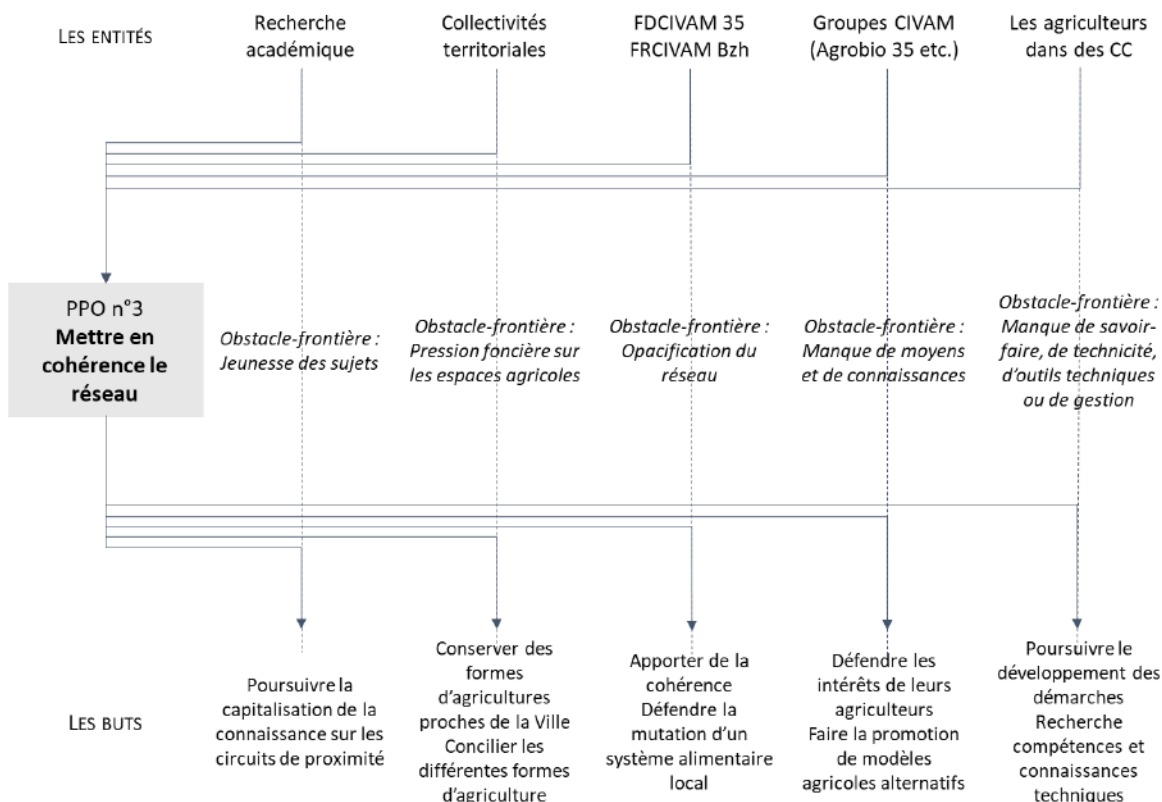 LES ENTITÉS
Recherche
académique
Collectivités
territoriales
FDCIVAM 35
FRCIVAM Bzh
Groupes CIVAM
(Agrobio 35 etc.)
Les agriculteurs
dans des CC
PPO n°3
Mettre en
cohérence le
réseau
Obstacle-frontière :
Jeunesse des sujets
Obstacle-frontière :
Pression foncière sur
les espaces agricoles
Obstacle-frontière :
Opacification du
réseau
Obstacle-frontière :
Manque de moyens
et de connaissances
Obstacle-frontière :
Manque de savoir-
faire, de technicité,
d'outils techniques
ou de gestion
LES BUTS
Poursuivre la
capitalisation de la
connaissance sur les
circuits de proximité
Conserver des
formes
d'agricultures
proches de la Ville
Concilier les
différentes formes
d'agriculture
Apporter de la
cohérence
Défendre la
mutation d'un
système alimentaire
local
Défendre les
intérêts de leurs
agriculteurs
Faire la promotion
de modèles
agricoles alternatifs
Poursuivre le
développement des
démarches
Recherche
compétences et
connaissances
techniques